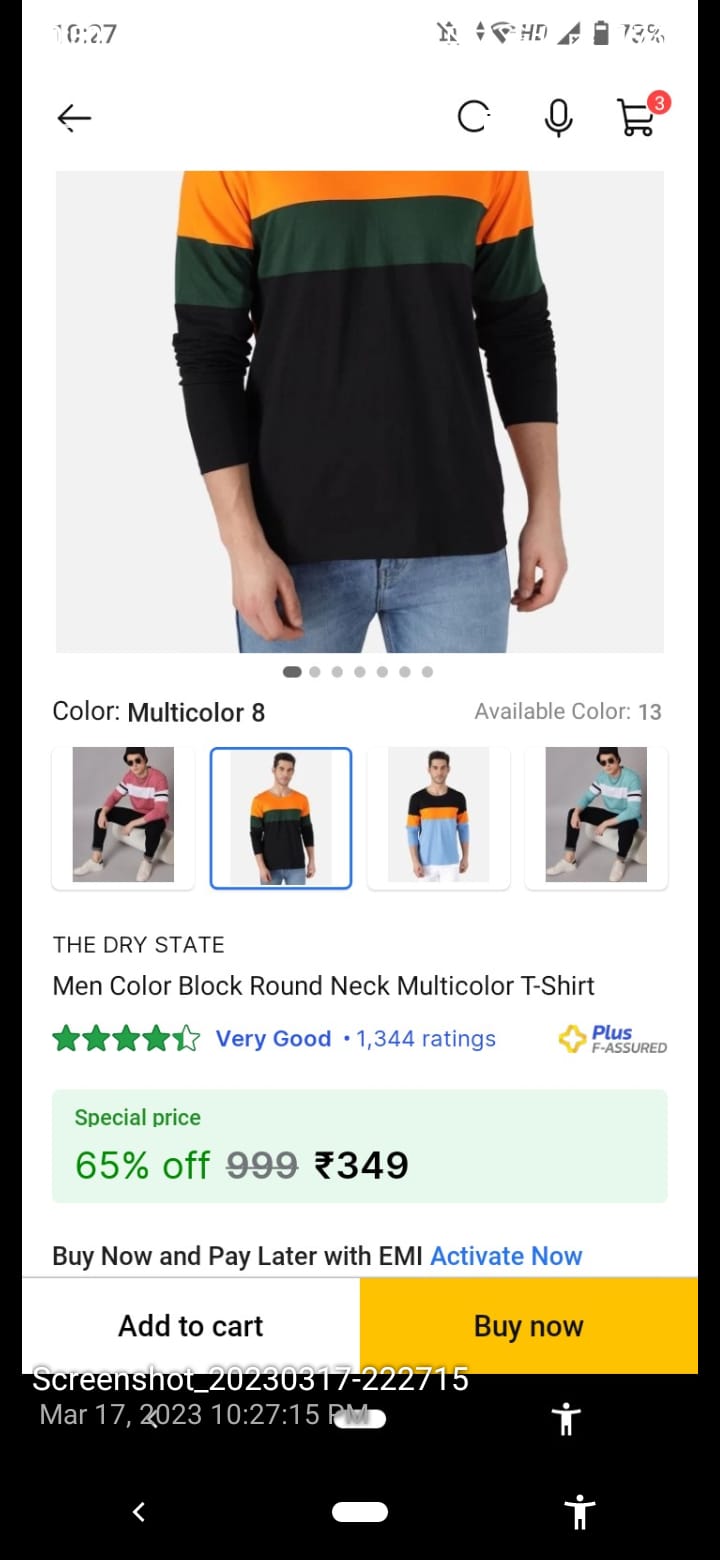 10:27
HD
73%
3
Color: Multicolor 8
Available Color: 13
THE DRY STATE
Men Color Block Round Neck Multicolor T-Shirt
Very Good • 1,344 ratings
Plus
F-ASSURED
Special price
65% off 999 ₹349
Buy Now and Pay Later with EMI Activate Now
Add to cart
Buy now
Screenshot_20230317-222715
Mar 17, 2023 10:27:15 PM